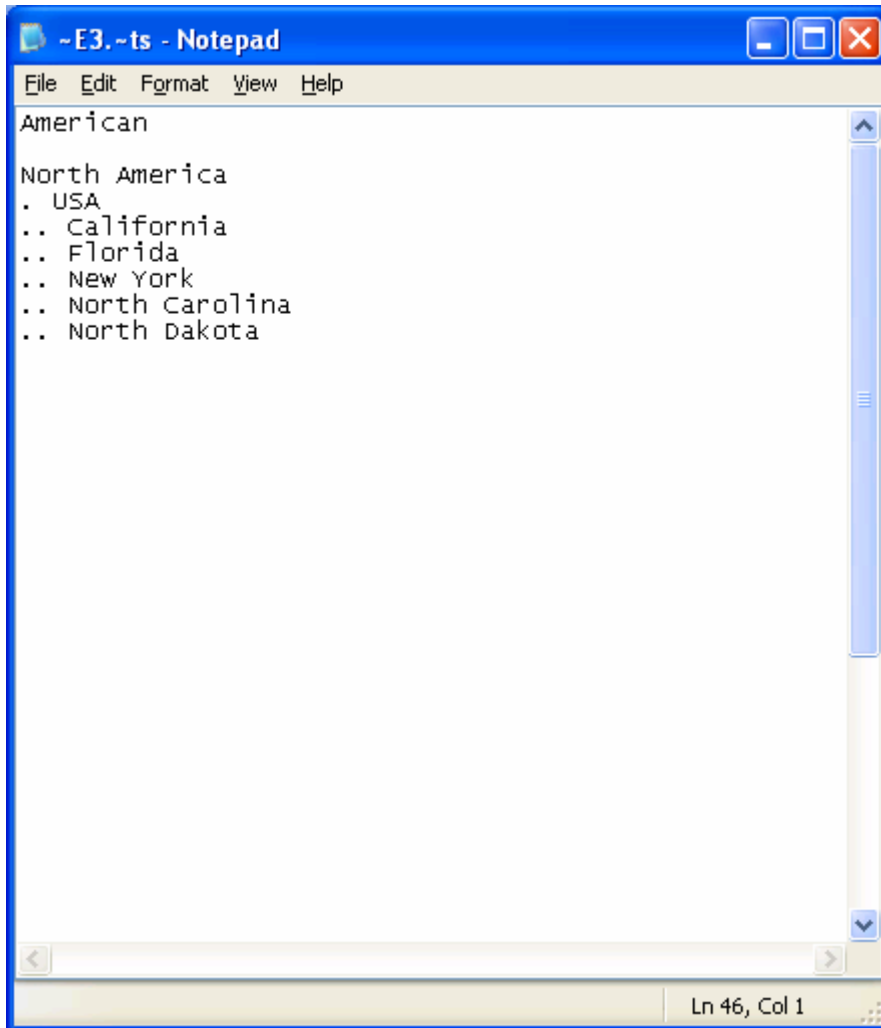 ~E3.~ts - Notepad
File Edit Format View Help
American
North America
. USA
.. California
.. Florida
.. New York
.. North Carolina
.. North Dakota
Ln 46, Col 1